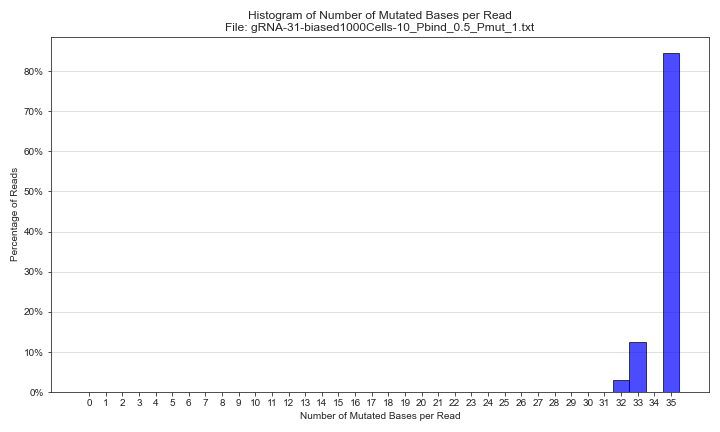 Histogram of Number of Mutated Bases per Read
File: gRNA-31-biased1000Cells-10_Pbind_0.5_Pmut_1.txt
Percentage of Reads
80%
70%
60%
50%
40%
30%
20%
10%
0%
0 1 2 3 4 5 6 7 8 9 10 11 12 13 14 15 16 17 18 19 20 21 22 23 24 25 26 27 28 29 30 31 32 33 34 35
Number of Mutated Bases per Read